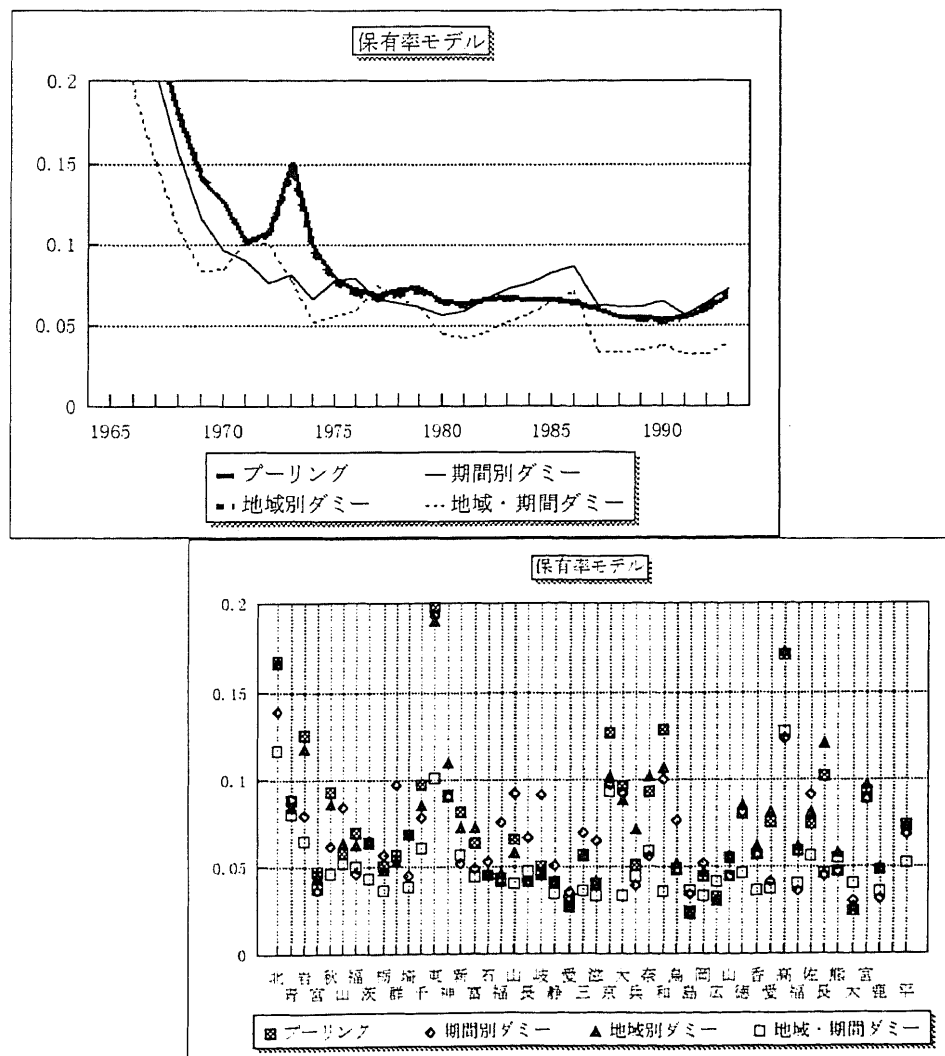 保有率モデル
0.2
0.15
0.1
0.05
0
1965 1970 1975 1980 1985 1990
プーリング 期間別ダミー
地域別ダミー 地域・期間ダミー
保有率モデル
0.2
0.15
0.1
0.05
0
北 岩 秋 福 栃 埼 東 新 石 山 岐 愛 滋 大 奈 鳥 岡 山 香 高 佐 熊 宮
青 宮 山 茨 群 千 神 富 福 長 静 三 京 兵 和 島 広 徳 愛 福 長 大 鹿 平
プーリング 期間別ダミー 地域別ダミー 地域・期間ダミー